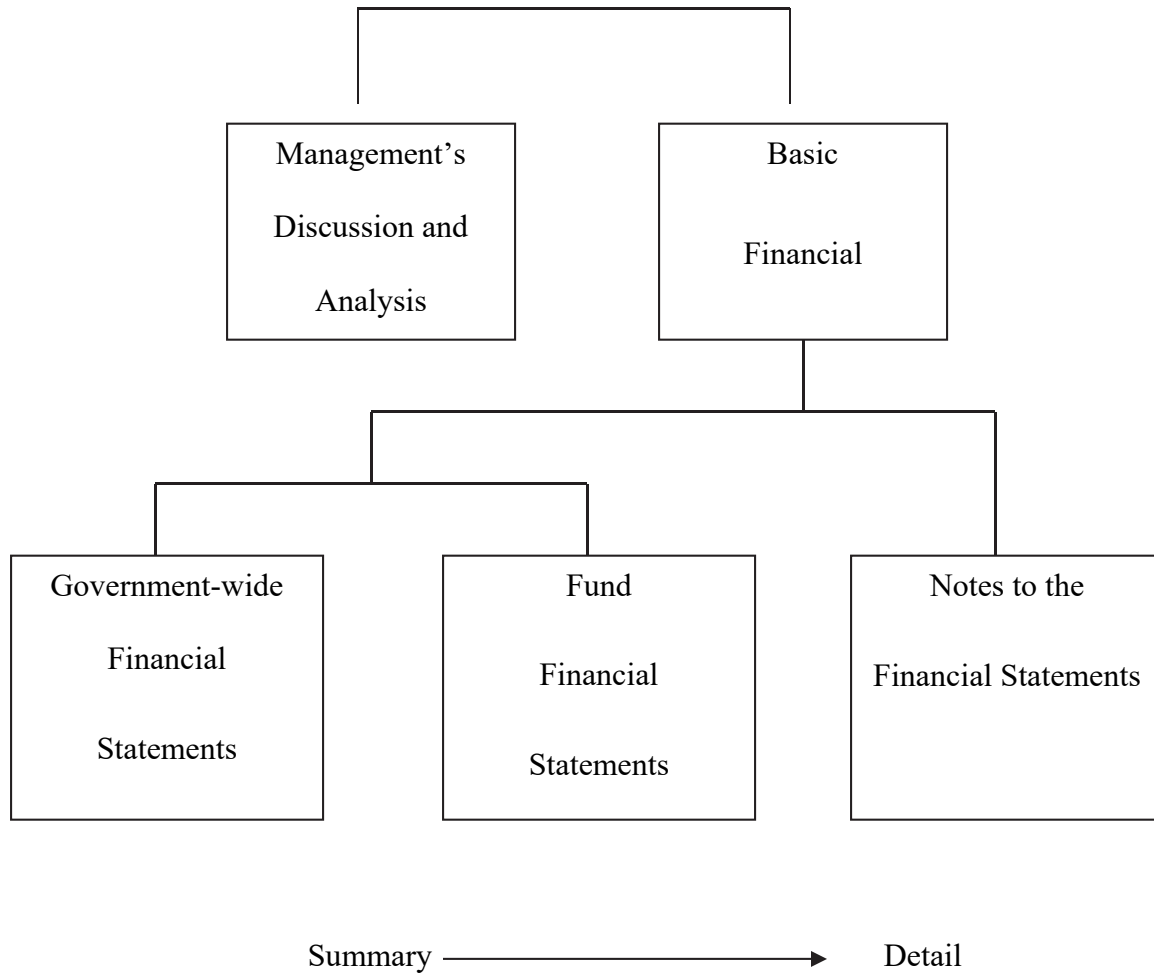 Management’s
Discussion and
Analysis
Basic
Financial
Government-wide
Financial
Statements
Fund
Financial
Statements
Notes to the
Financial Statements
Summary
Detail